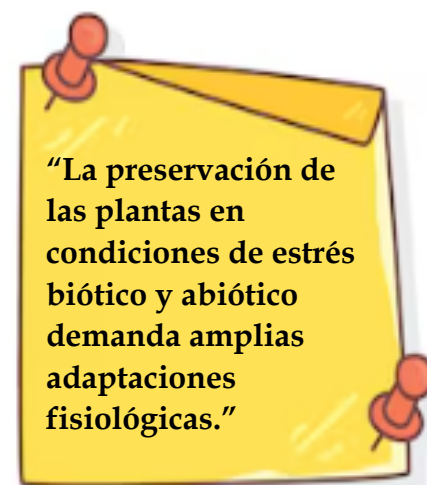 “La preservación de
las plantas en
condiciones de estrés
biótico y abiótico
demanda amplias
adaptaciones
fisiológicas.”